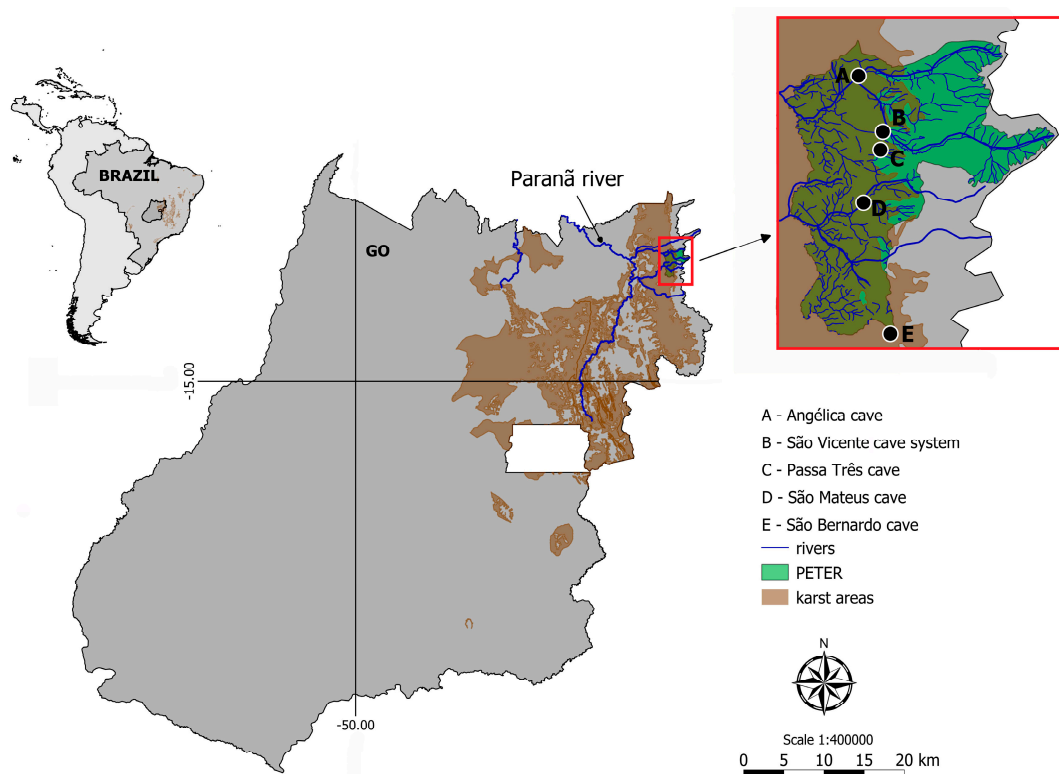 BRAZIL
Paranã river
GO
-15.00
-50.00
A
B
C
D
E
A - Angélica cave
B - São Vicente cave system
C - Passa Três cave
D - São Mateus cave
E - São Bernardo cave
rivers
PETER
karst areas
N
Scale 1:400000
0 5 10 15 20 km